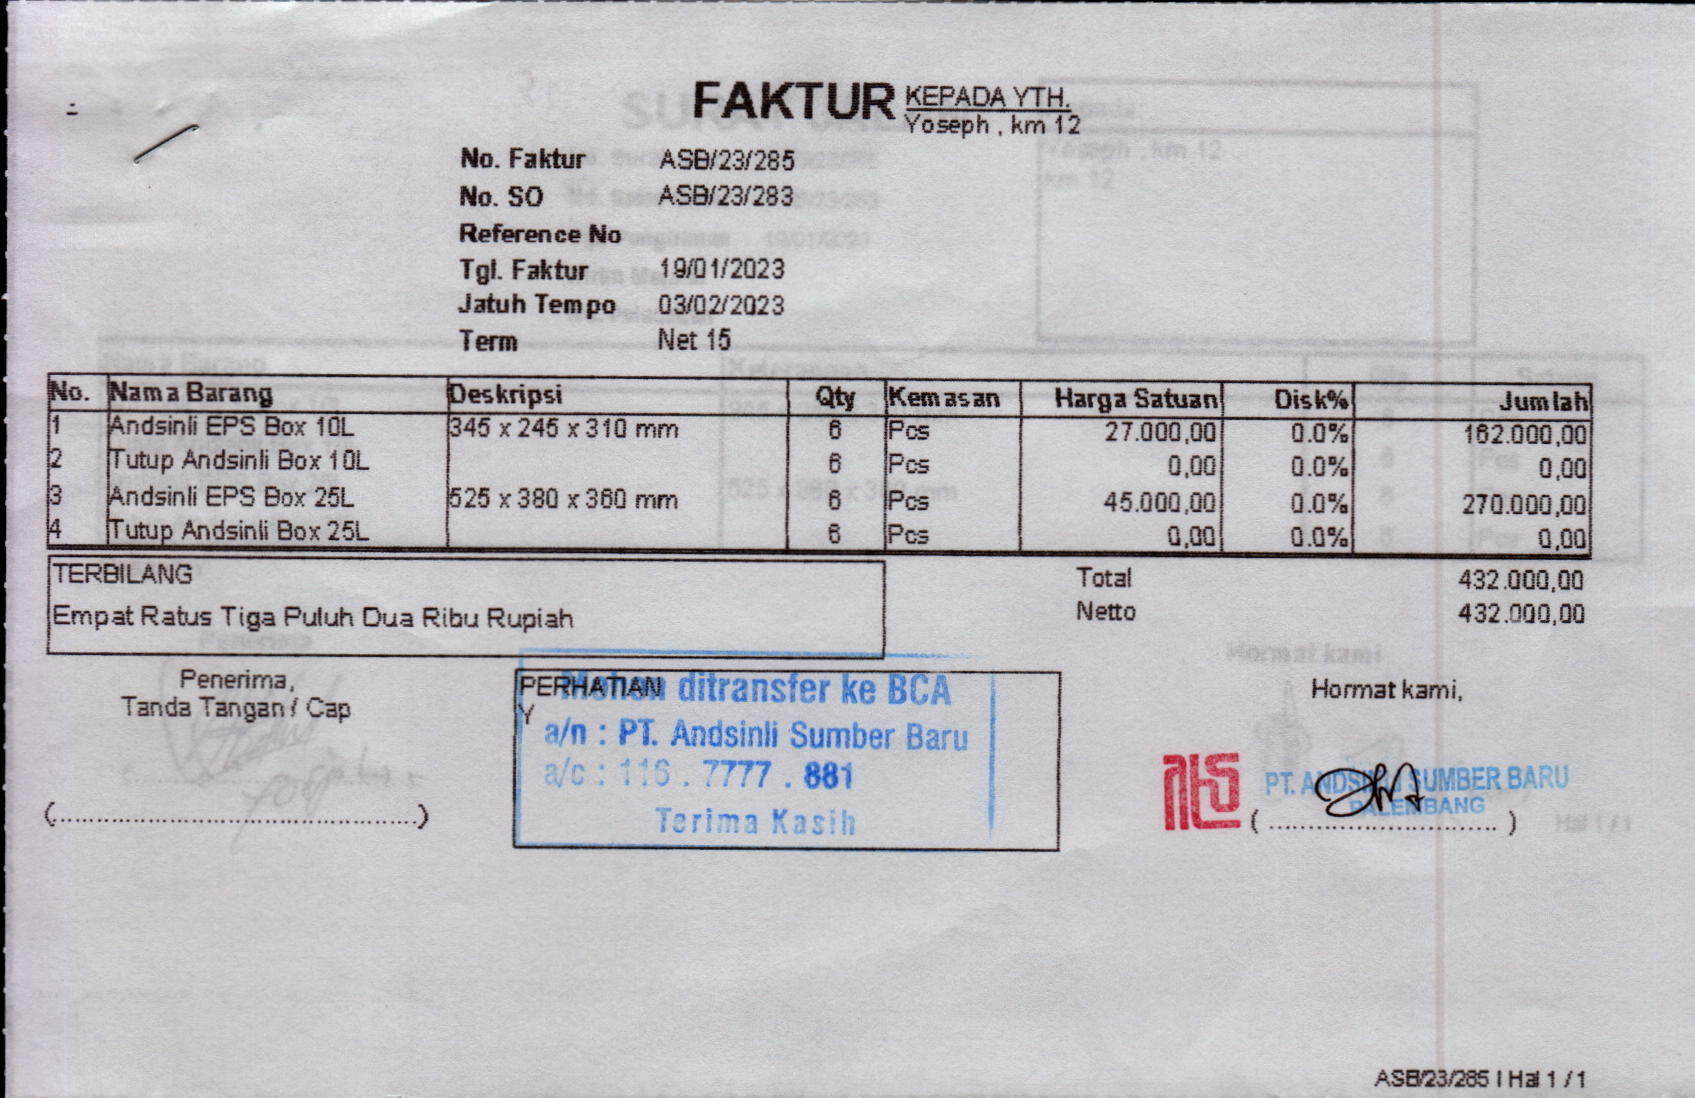 FAKTUR
KEPADA YTH.
Yoseph , km 12
No. Faktur ASB/23/285
No. SO ASB/23/283
Reference No
Tgl. Faktur 19/01/2023
Jatuh Tempo 03/02/2023
Term Net 15
No. Nama Barang Deskripsi Qty Kemasan Harga Satuan Disk% Jumlah
1 Andsinli EPS Box 10L 345 x 245 x 310 mm 6 Pcs 27.000,00 0.0% 162.000,00
2 Tutup Andsinli Box 10L 6 Pcs 0,00 0.0% 0,00
3 Andsinli EPS Box 25L 525 x 380 x 360 mm 6 Pcs 45.000,00 0.0% 270.000,00
4 Tutup Andsinli Box 25L 6 Pcs 0,00 0.0% 0,00
TERBILANG
Empat Ratus Tiga Puluh Dua Ribu Rupiah
Total 432.000,00
Netto 432.000,00
Penerima,
Tanda Tangan / Cap
(................................................)
PERHATIAN
Y
Mohon ditransfer ke BCA
a/n : PT. Andsinli Sumber Baru
a/c : 116 . 7777 . 881
Terima Kasih
Hormat kami,
PT. ANDSINLI SUMBER BARU
PALEMBANG
( .............................. )
ASB/23/285 | Hal 1 / 1